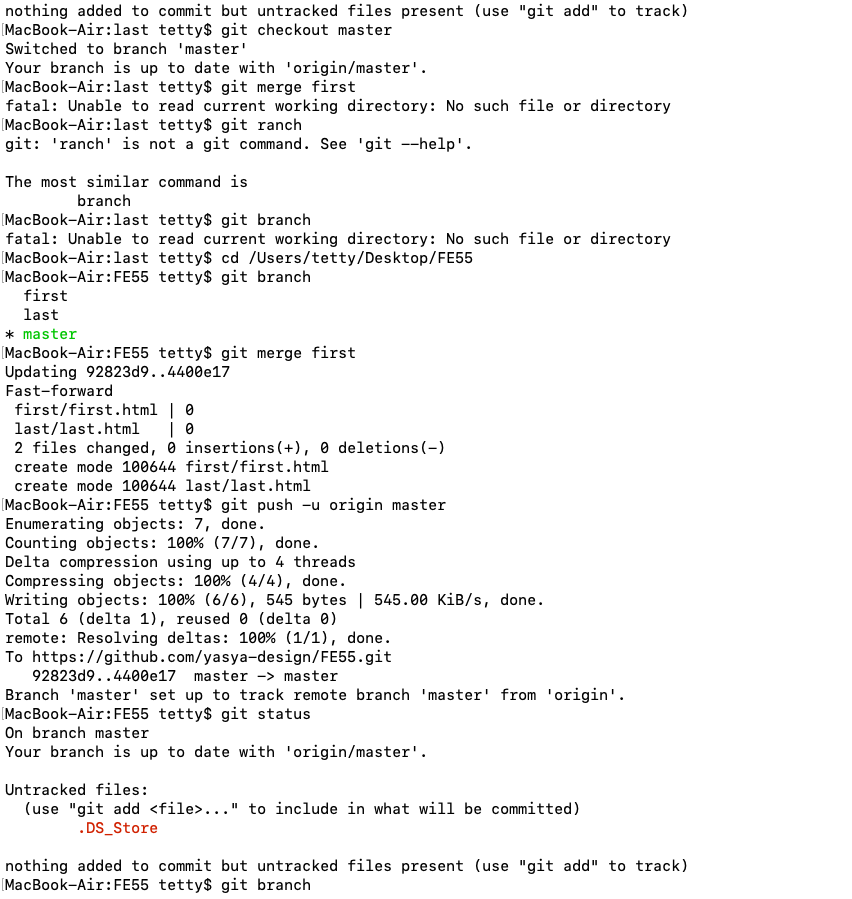 nothing added to commit but untracked files present (use "git add" to track)
[MacBook-Air:last tetty$ git checkout master
Switched to branch 'master'
Your branch is up to date with 'origin/master'.
[MacBook-Air:last tetty$ git merge first
fatal: Unable to read current working directory: No such file or directory
[MacBook-Air:last tetty$ git ranch
git: 'ranch' is not a git command. See 'git --help'.

The most similar command is
        branch
[MacBook-Air:last tetty$ git branch
fatal: Unable to read current working directory: No such file or directory
[MacBook-Air:last tetty$ cd /Users/tetty/Desktop/FE55
[MacBook-Air:FE55 tetty$ git branch
  first
  last
* master
[MacBook-Air:FE55 tetty$ git merge first
Updating 92823d9..4400e17
Fast-forward
 first/first.html | 0
 last/last.html   | 0
 2 files changed, 0 insertions(+), 0 deletions(-)
 create mode 100644 first/first.html
 create mode 100644 last/last.html
[MacBook-Air:FE55 tetty$ git push -u origin master
Enumerating objects: 7, done.
Counting objects: 100% (7/7), done.
Delta compression using up to 4 threads
Compressing objects: 100% (4/4), done.
Writing objects: 100% (6/6), 545 bytes | 545.00 KiB/s, done.
Total 6 (delta 1), reused 0 (delta 0)
remote: Resolving deltas: 100% (1/1), done.
To https://github.com/yasya-design/FE55.git
   92823d9..4400e17  master -> master
Branch 'master' set up to track remote branch 'master' from 'origin'.
[MacBook-Air:FE55 tetty$ git status
On branch master
Your branch is up to date with 'origin/master'.

Untracked files:
  (use "git add <file>..." to include in what will be committed)
        .DS_Store

nothing added to commit but untracked files present (use "git add" to track)
[MacBook-Air:FE55 tetty$ git branch